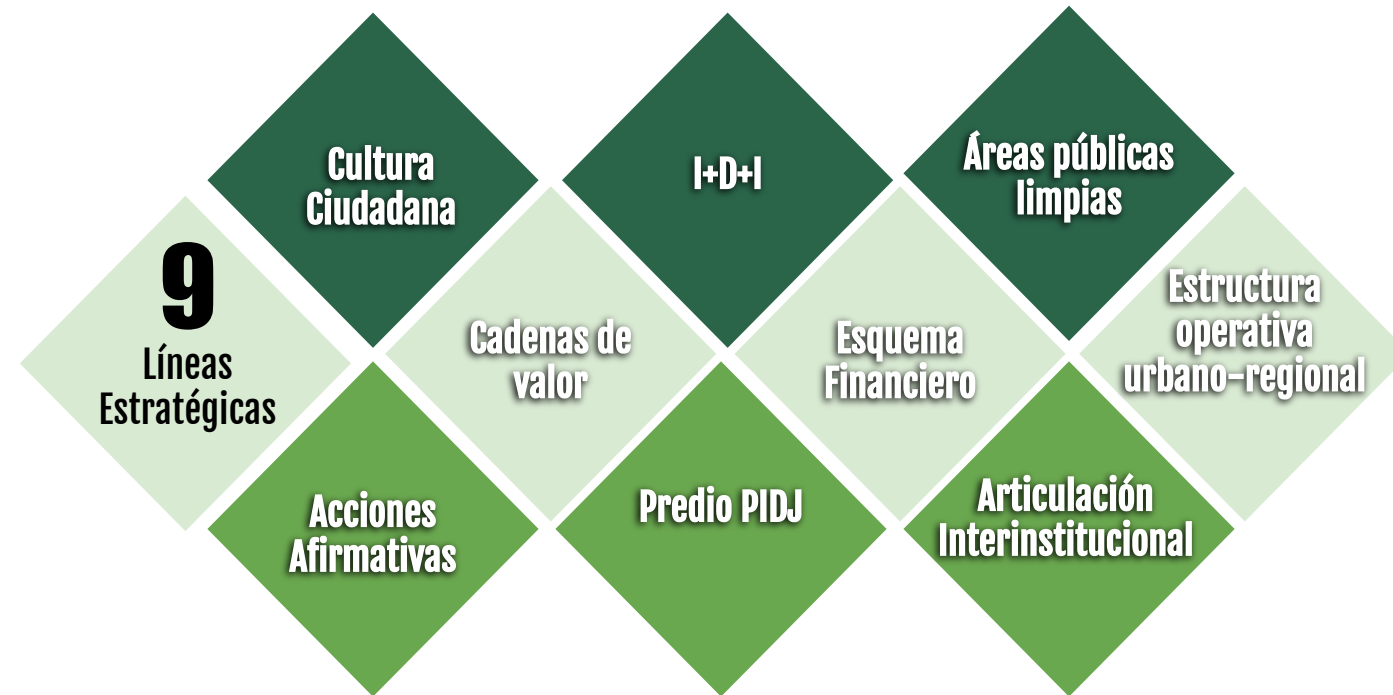 Cultura
Ciudadana
I+D+I
Áreas públicas
limpias
9
Líneas
Estratégicas
Cadenas de
valor
Esquema
Financiero
Estructura
operativa
urbano-regional
Acciones
Afirmativas
Predio PIDJ
Articulación
Interinstitucional